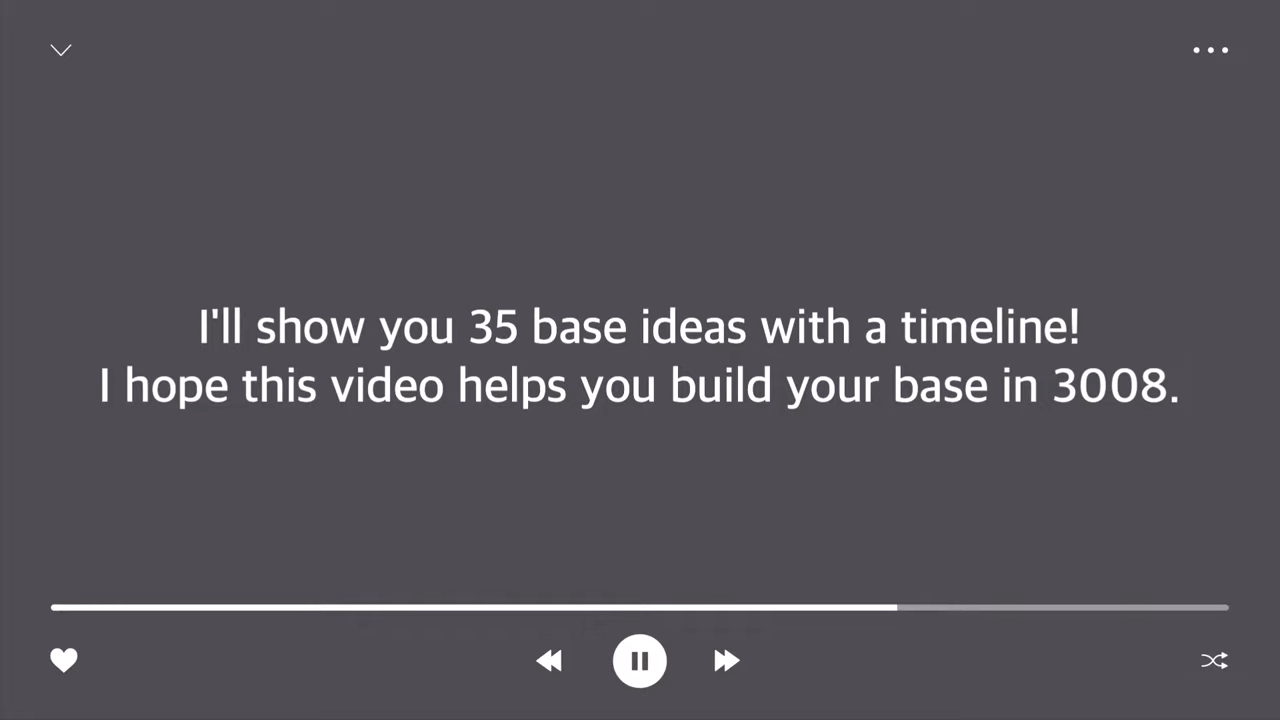 I'll show you 35 base ideas with a timeline!
I hope this video helps you build your base in 3008.